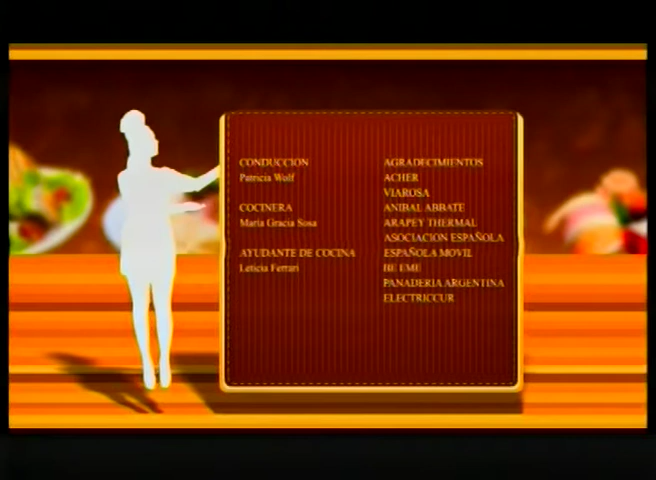 CONDUCCION
Patricia Wolf
COCINERA
María Gracia Sosa
AYUDANTE DE COCINA
Leticia Ferrari
AGRADECIMIENTOS
ACHER
VIAROSA
ANIBAL ABBATE
ARAPEY THERMAL
ASOCIACION ESPAÑOLA
ESPAÑOLA MOVIL
BE EME
PANADERIA ARGENTINA
ELECTRICCUR